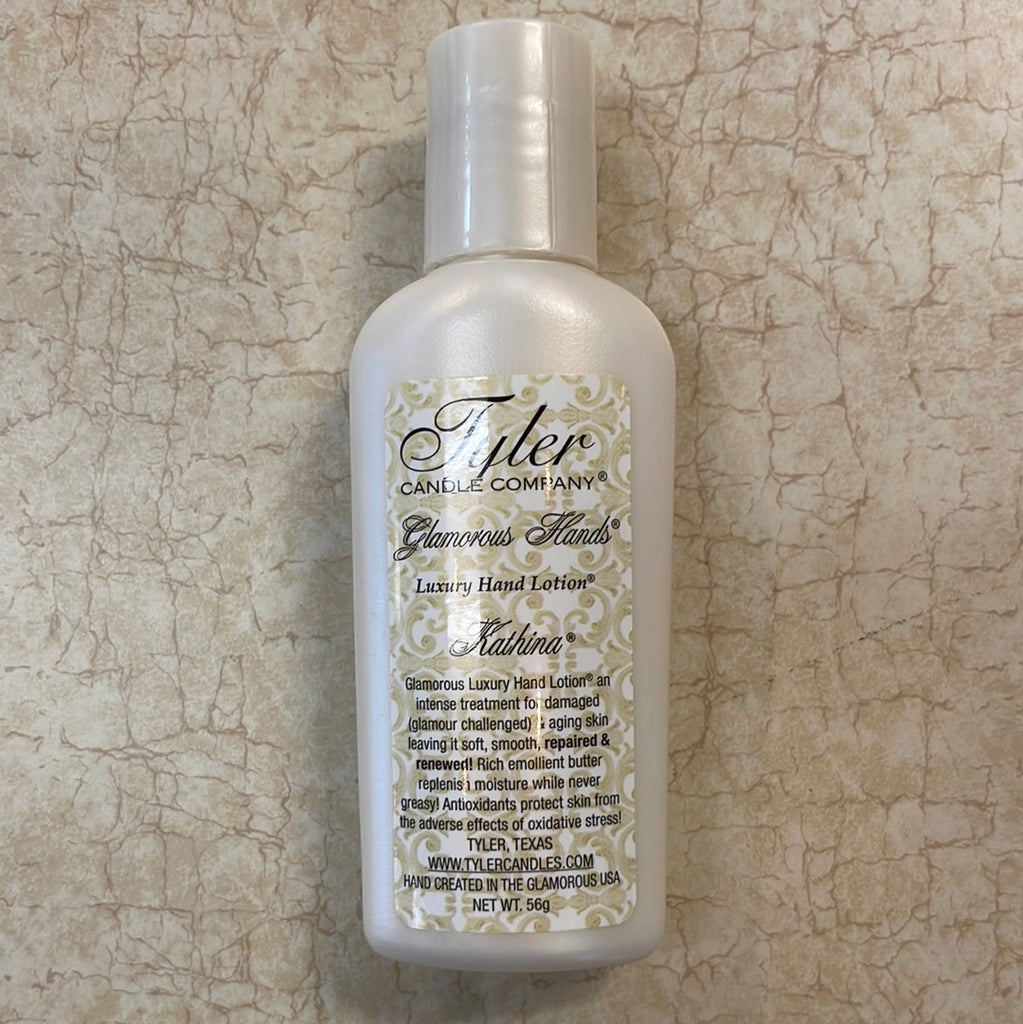 Tyler
CANDLE COMPANY®
Glamorous Hands®
Luxury Hand Lotion®
Kathina®
Glamorous Luxury Hand Lotion® an
intense treatment for damaged
(glamour challenged) & aging skin
leaving it soft, smooth, repaired &
renewed! Rich emollient butter
replenish moisture while never
greasy! Antioxidants protect skin from
the adverse effects of oxidative stress!
TYLER, TEXAS
WWW.TYLERCANDLES.COM
HAND CREATED IN THE GLAMOROUS USA
NET WT. 56g